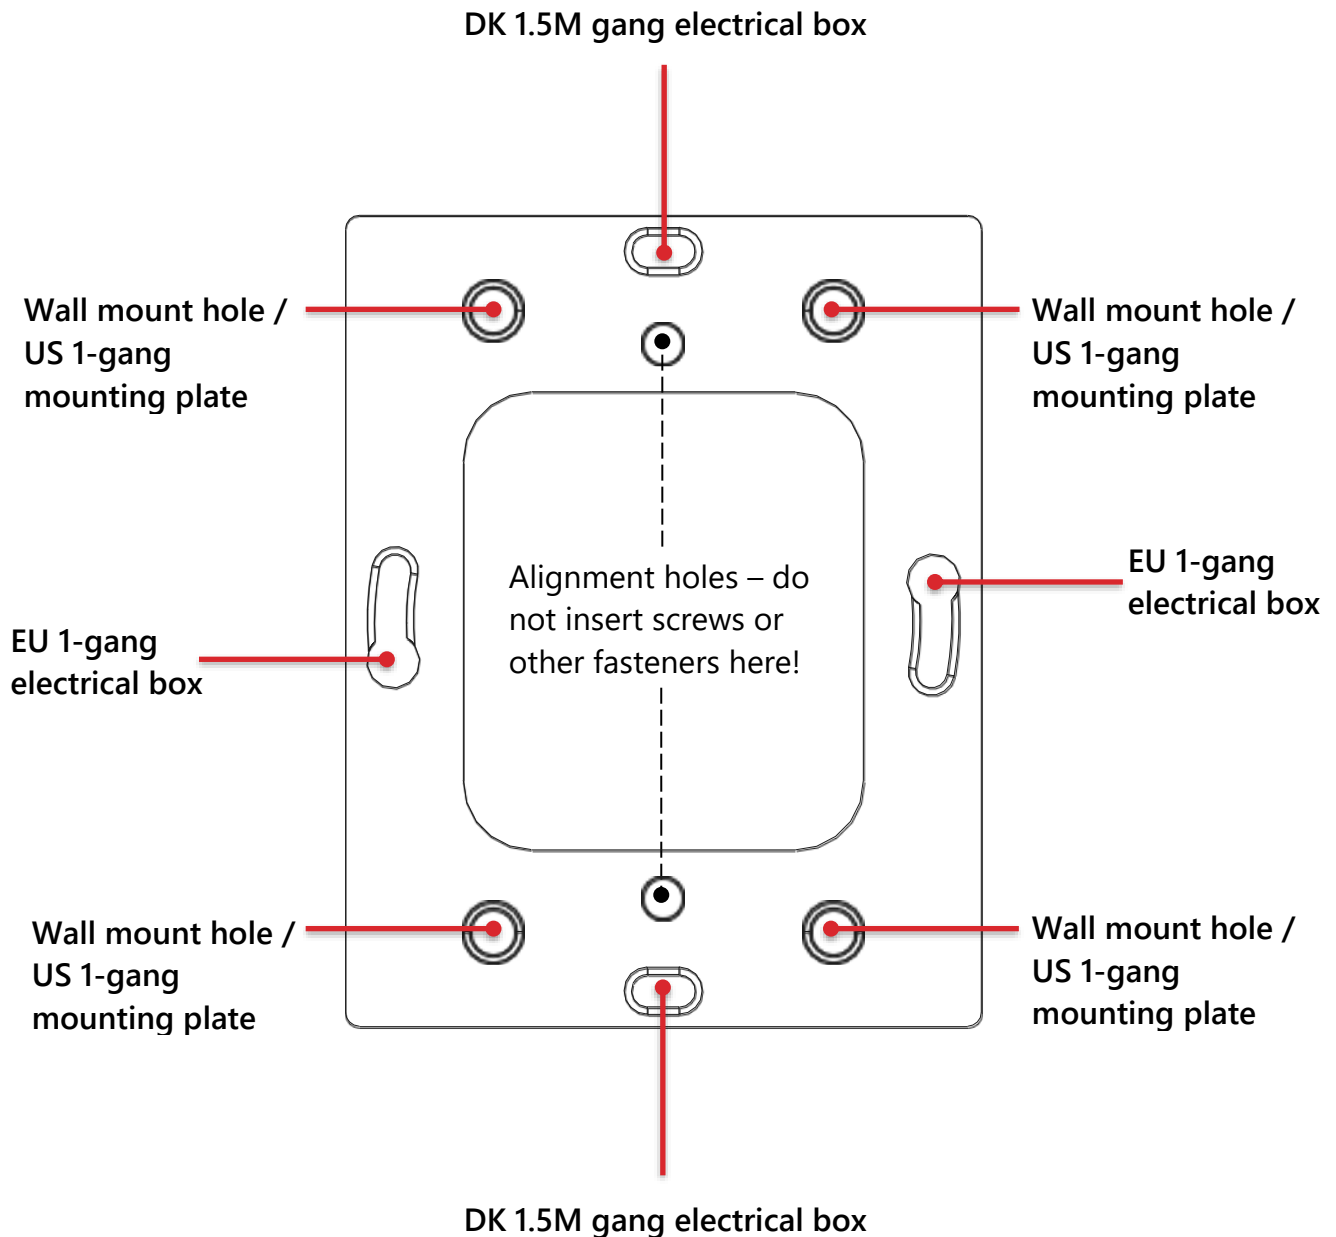 DK 1.5M gang electrical box
Wall mount hole /
US 1-gang
mounting plate
Wall mount hole /
US 1-gang
mounting plate
Alignment holes – do
not insert screws or
other fasteners here!
EU 1-gang
electrical box
EU 1-gang
electrical box
Wall mount hole /
US 1-gang
mounting plate
Wall mount hole /
US 1-gang
mounting plate
DK 1.5M gang electrical box